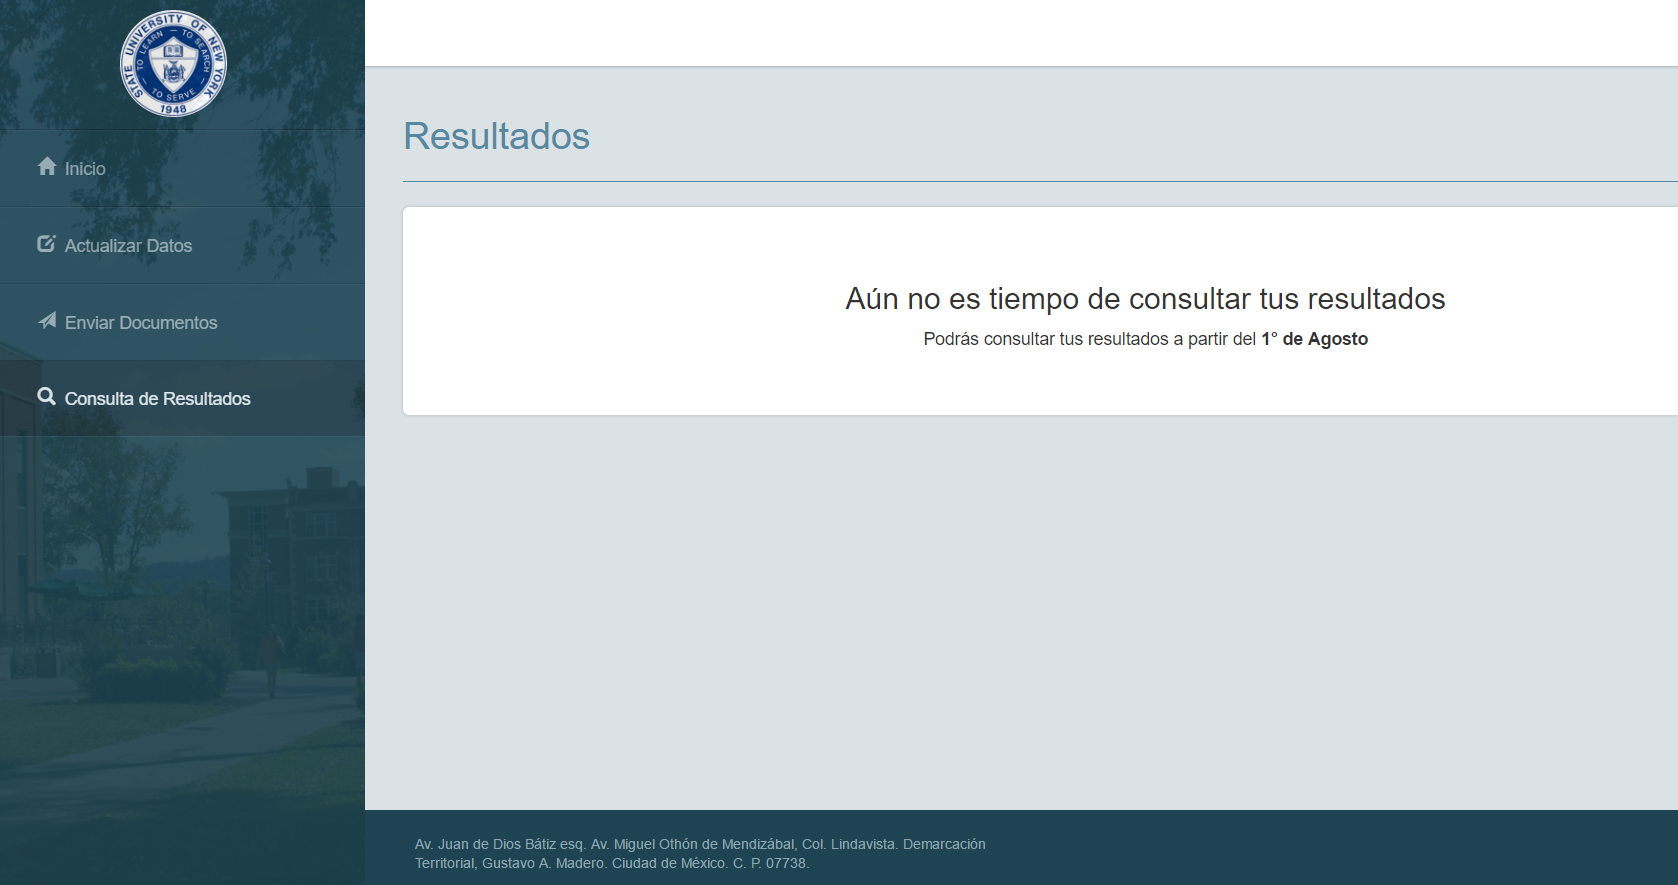 STATE UNIVERSITY OF NEW YORK
TO LEARN — TO SEARCH
TO SERVE
1948
Inicio
Actualizar Datos
Enviar Documentos
Consulta de Resultados
Resultados
Aún no es tiempo de consultar tus resultados
Podrás consultar tus resultados a partir del 1° de Agosto
Av. Juan de Dios Bátiz esq. Av. Miguel Othón de Mendizábal, Col. Lindavista. Demarcación
Territorial, Gustavo A. Madero. Ciudad de México. C. P. 07738.